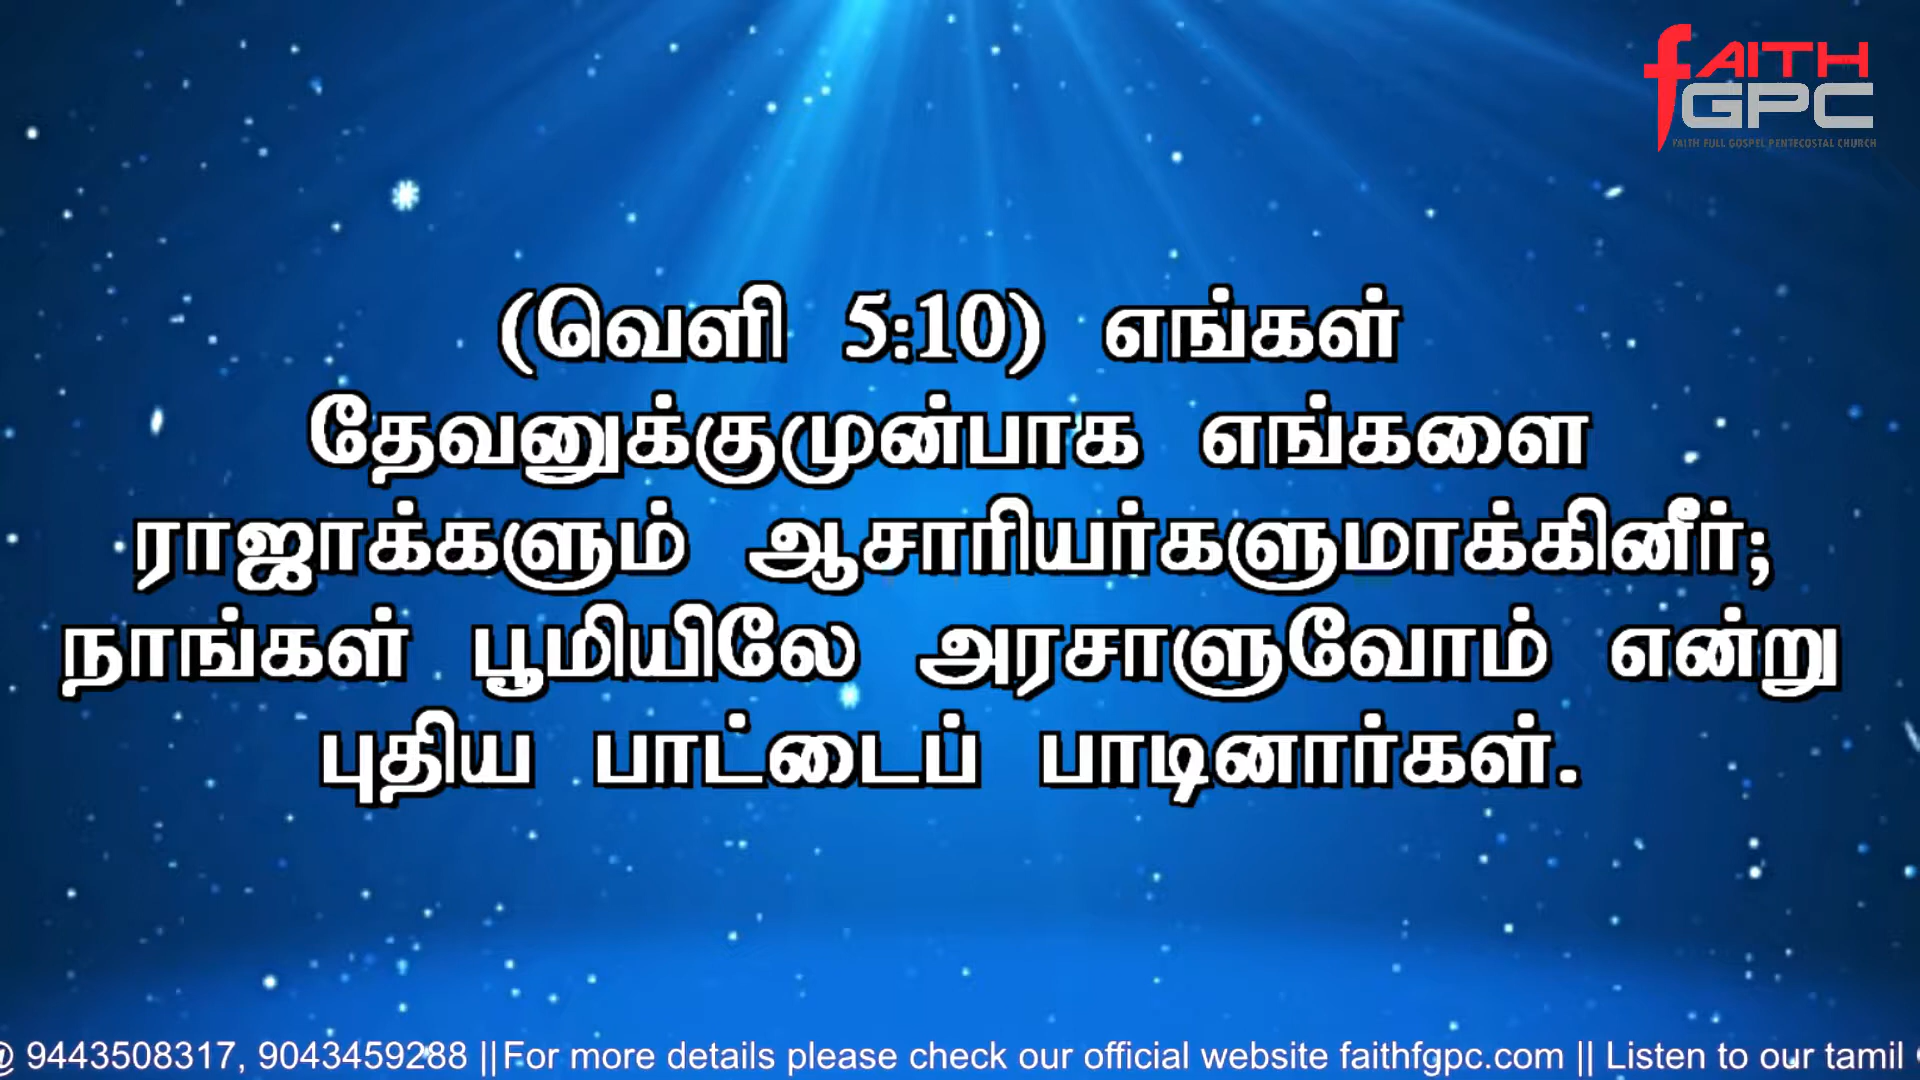 fAITH
GPC
FAITH FULL GOSPEL PENTECOSTAL CHURCH
(வெளி 5:10) எங்கள்
தேவனுக்குமுன்பாக எங்களை
ராஜாக்களும் ஆசாரியர்களுமாக்கினீர்;
நாங்கள் பூமியிலே அரசாளுவோம் என்று
புதிய பாட்டைப் பாடினார்கள்.
@ 9443508317, 9043459288 ||For more details please check our official website faithfgpc.com || Listen to our tamil